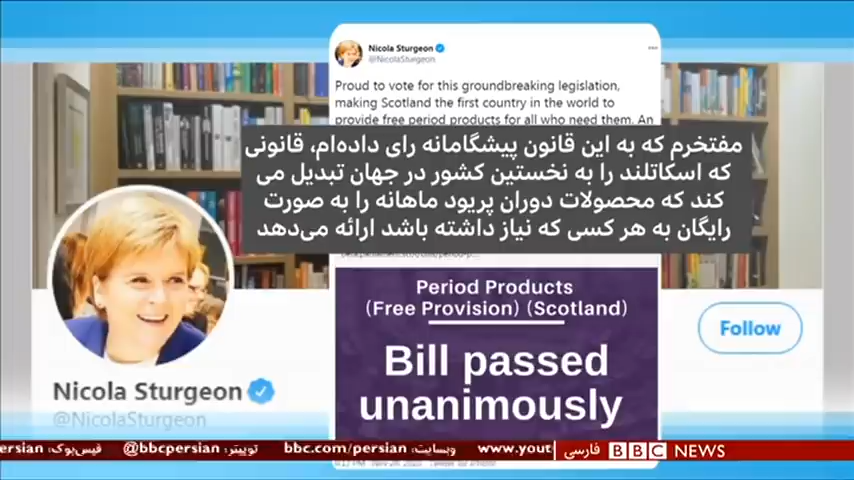 Nicola Sturgeon
@NicolaSturgeon
Proud to vote for this groundbreaking legislation,
making Scotland the first country in the world to
provide free period products for all who need them. An
مفتخرم که به این قانون پیشگامانه رای داده‌ام، قانونی
که اسکاتلند را به نخستین کشور در جهان تبدیل می
کند که محصولات دوران پریود ماهانه را به صورت
رایگان به هر کسی که نیاز داشته باشد ارائه می‌دهد
Period Products
(Free Provision) (Scotland)
Bill passed
unanimously
Follow
Nicola Sturgeon
@NicolaSturgeon
ersian فیس‌بوک: @bbcpersian توییتر: bbc.com/persian وبسایت: www.yout
فارسی BBC NEWS